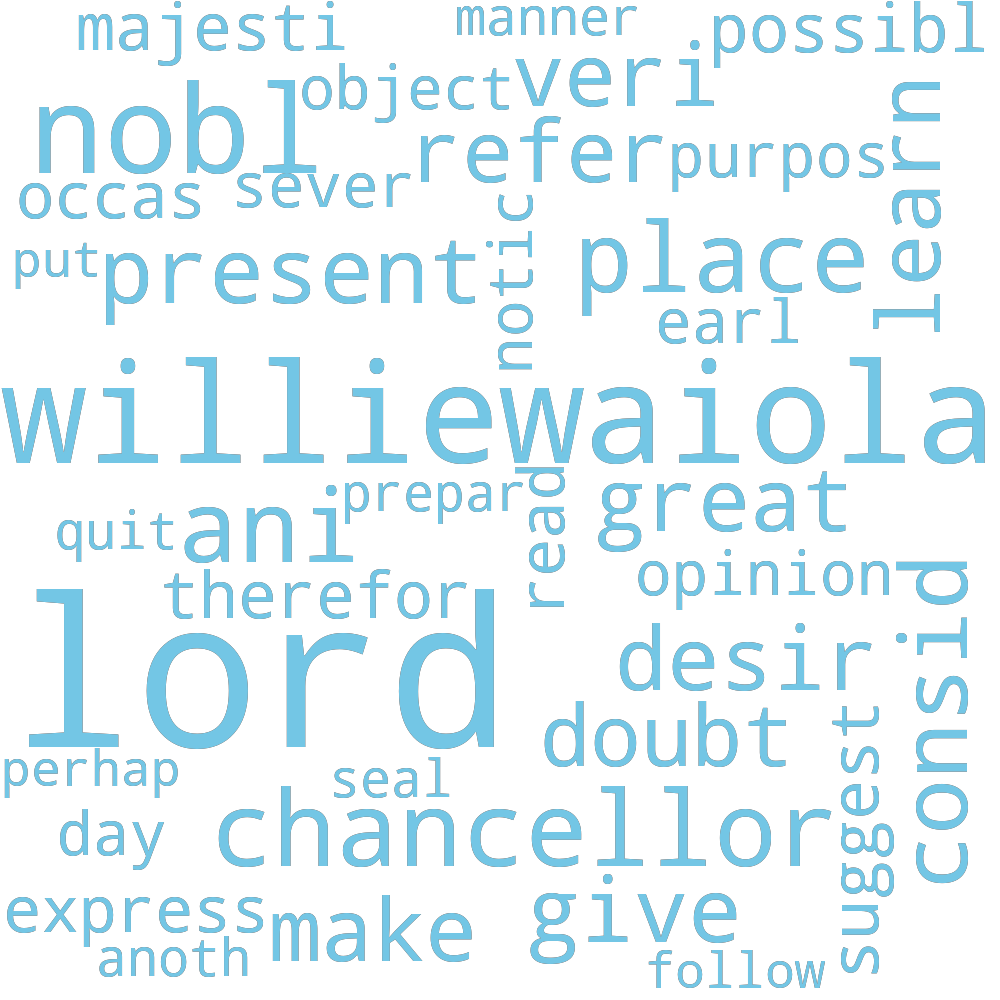 majesti
manner
possibl
object
veri
nobl
refer
purpos
learn
occas
sever
notic
put
present
place
earl
williewaiola
prepar
read
great
quit
ani
opinion
therefor
lord
consid
desir
doubt
suggest
perhap
seal
chancellor
day
express
make
give
anoth
follow